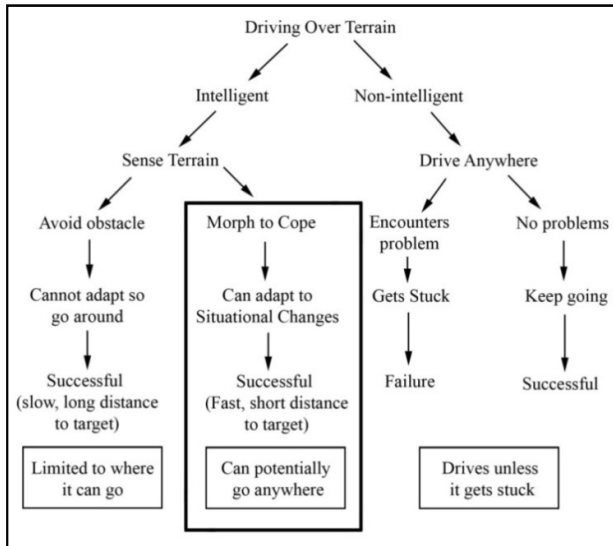 Driving Over Terrain
Intelligent
Non-intelligent
Sense Terrain
Drive Anywhere
Avoid obstacle
Morph to Cope
Encounters
problem
No problems
Cannot adapt so
go around
Can adapt to
Situational Changes
Gets Stuck
Keep going
Successful
(slow, long distance
to target)
Successful
(Fast, short distance
to target)
Failure
Successful
Limited to where
it can go
Can potentially
go anywhere
Drives unless
it gets stuck